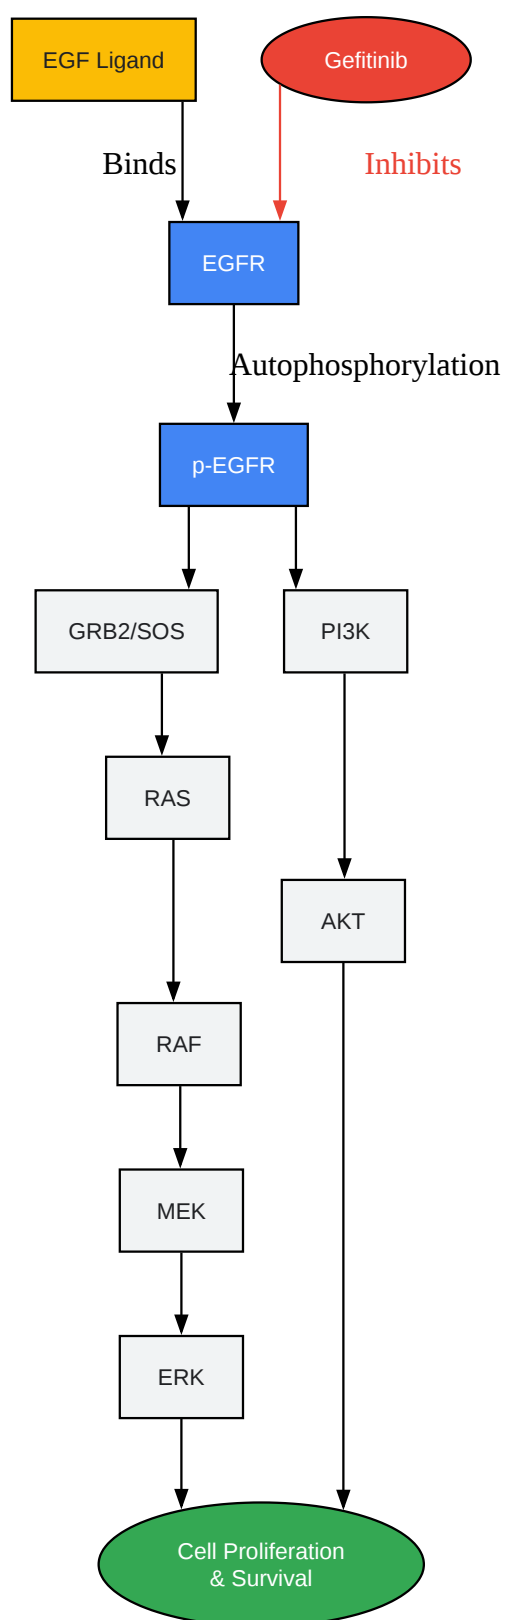 EGF Ligand
Gefitinib
Binds
Inhibits
EGFR
Autophosphorylation
p-EGFR
GRB2/SOS
PI3K
RAS
AKT
RAF
MEK
ERK
Cell Proliferation
& Survival